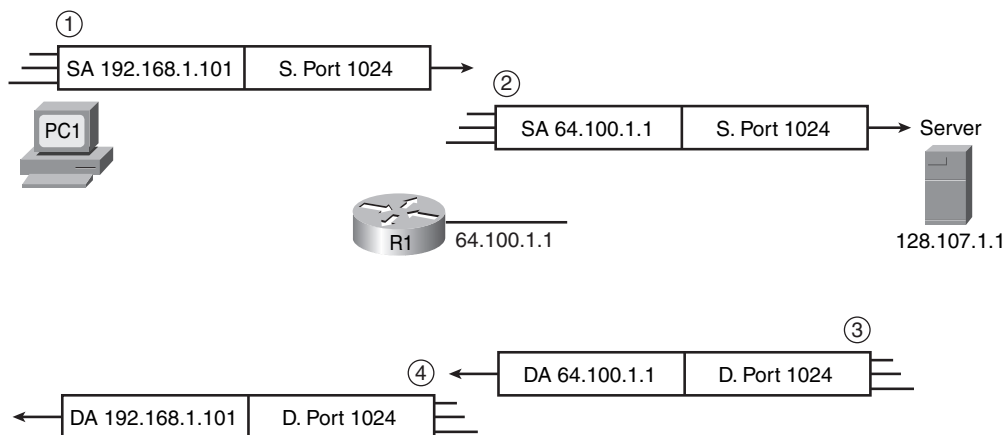 1
SA 192.168.1.101 S. Port 1024
2
PC1
SA 64.100.1.1 S. Port 1024
Server
R1
64.100.1.1
128.107.1.1
3
4
DA 64.100.1.1 D. Port 1024
DA 192.168.1.101 D. Port 1024